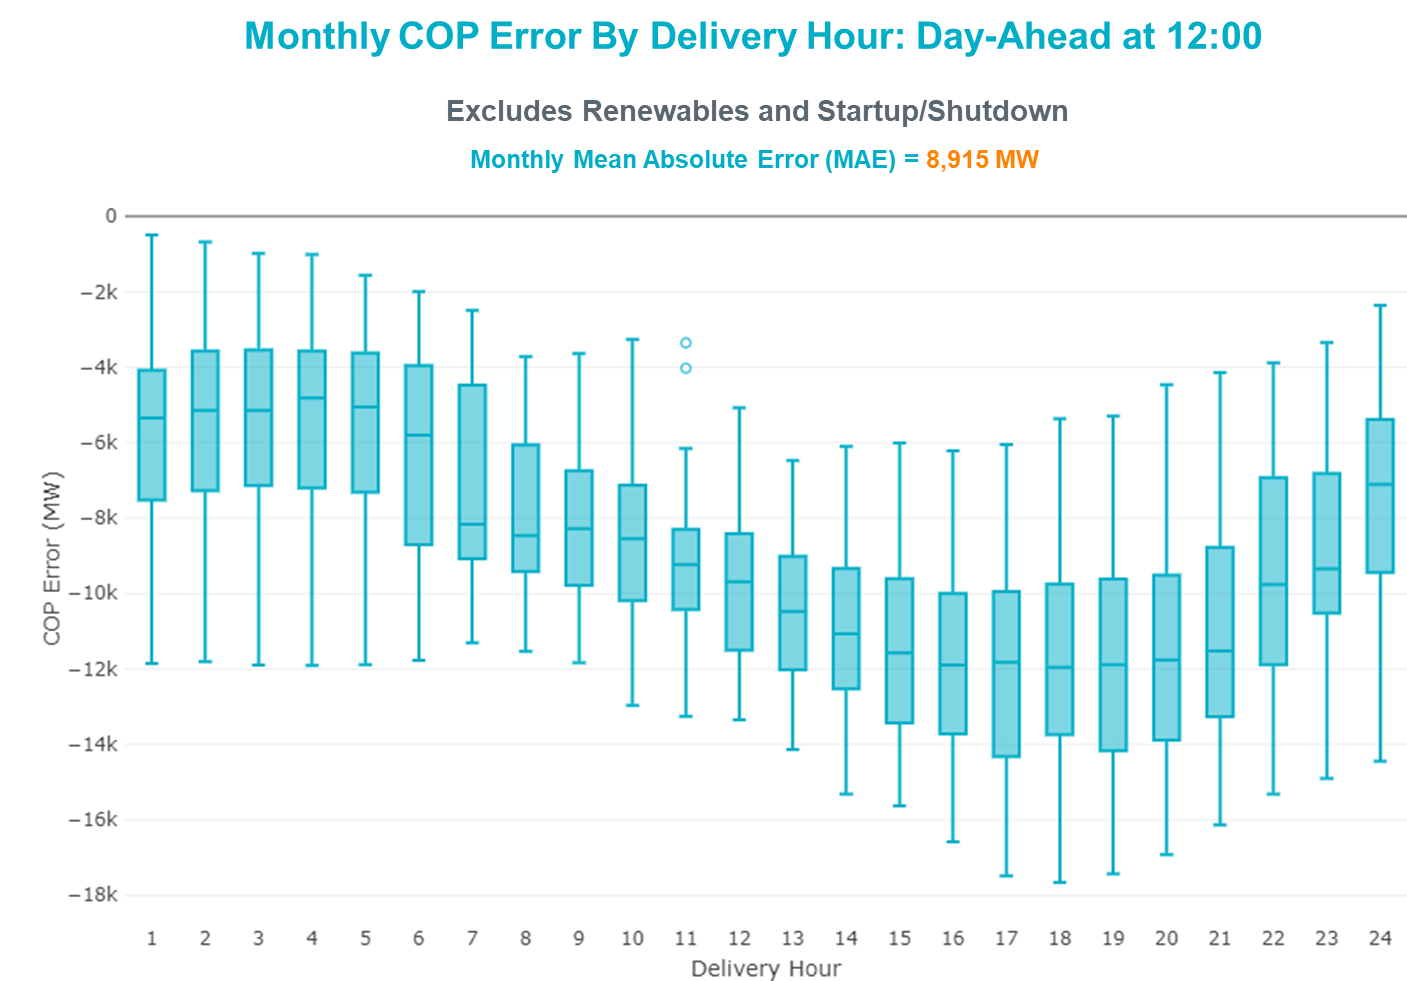 Monthly COP Error By Delivery Hour: Day-Ahead at 12:00
Excludes Renewables and Startup/Shutdown
Monthly Mean Absolute Error (MAE) = 8,915 MW
0
−2k
−4k
−6k
−8k
−10k
−12k
−14k
−16k
−18k
COP Error (MW)
1 2 3 4 5 6 7 8 9 10 11 12 13 14 15 16 17 18 19 20 21 22 23 24
Delivery Hour